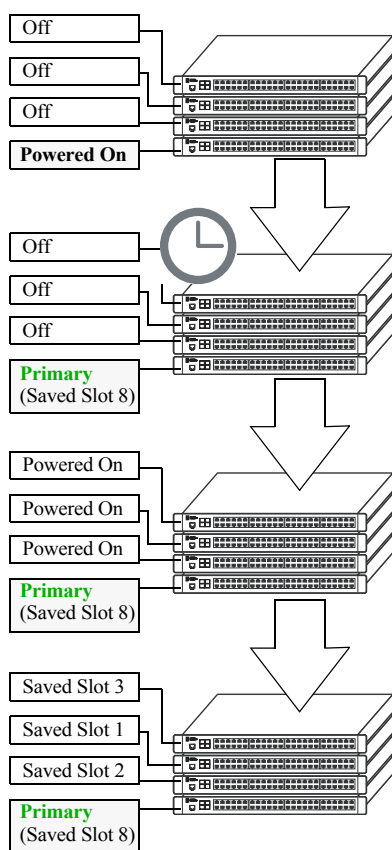 Off
Off
Off
Powered On
Off
Off
Off
Primary
(Saved Slot 8)
Powered On
Powered On
Powered On
Primary
(Saved Slot 8)
Saved Slot 3
Saved Slot 1
Saved Slot 2
Primary
(Saved Slot 8)